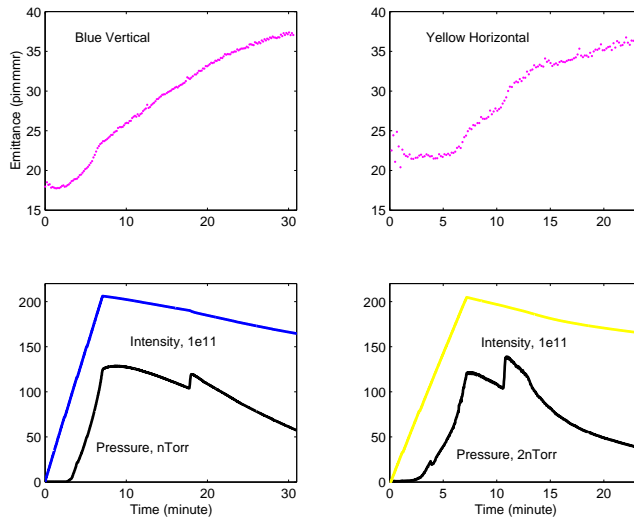 40
35
30
25
20
15
Emittance (pimmmr)
Blue Vertical
0 10 20 30
40
35
30
25
20
15
Yellow Horizontal
0 5 10 15 20
200
150
100
50
0
Intensity, 1e11
Pressure, nTorr
0 10 20 30
Time (minute)
200
150
100
50
0
Intensity, 1e11
Pressure, 2nTorr
0 5 10 15 20
Time (minute)